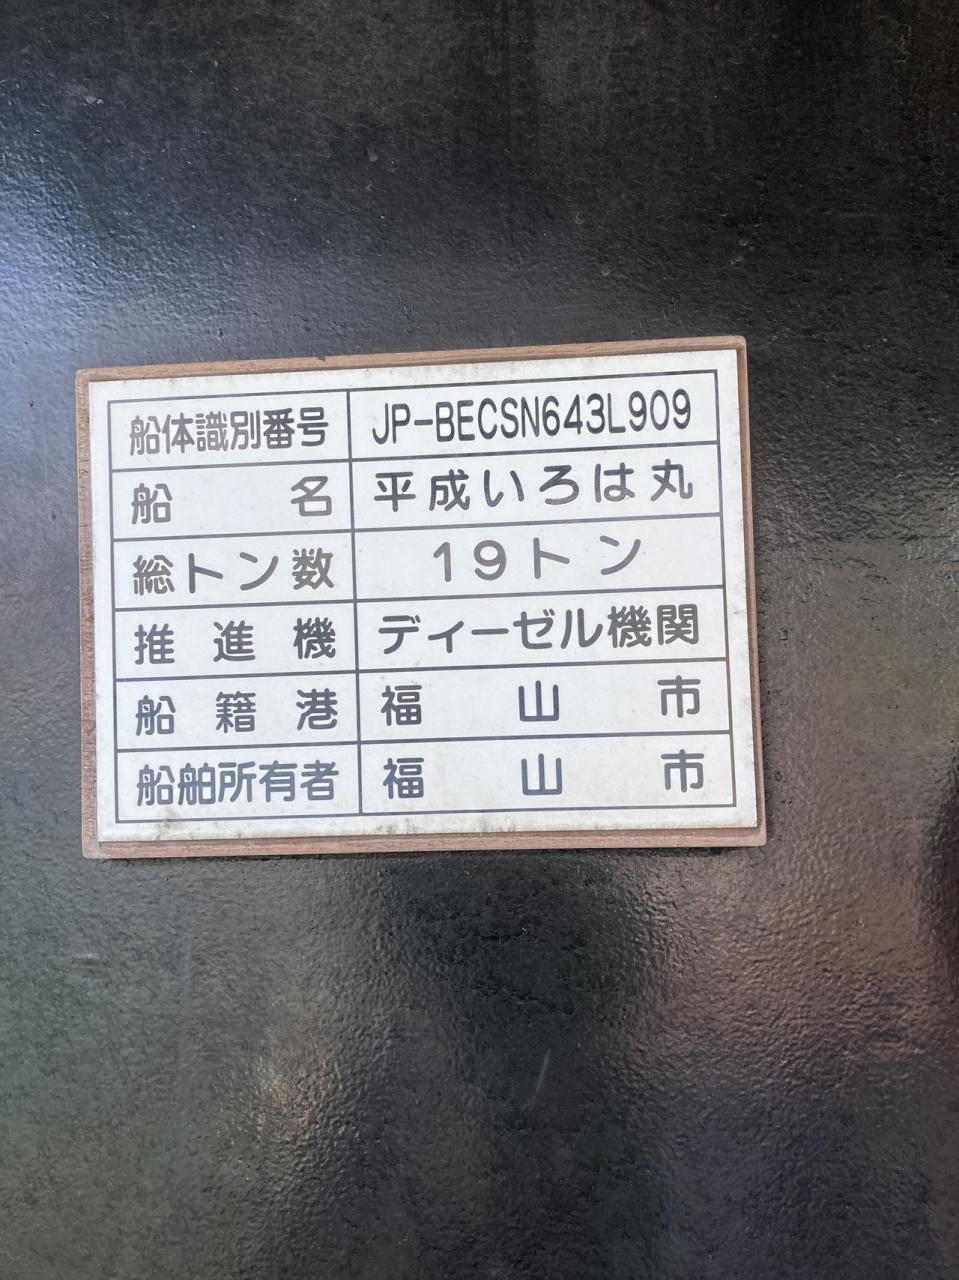 船体識別番号 JP-BECSN643L909
船名 平成いろは丸
総トン数 19トン
推進機 ディーゼル機関
船籍港 福山市
船舶所有者 福山市